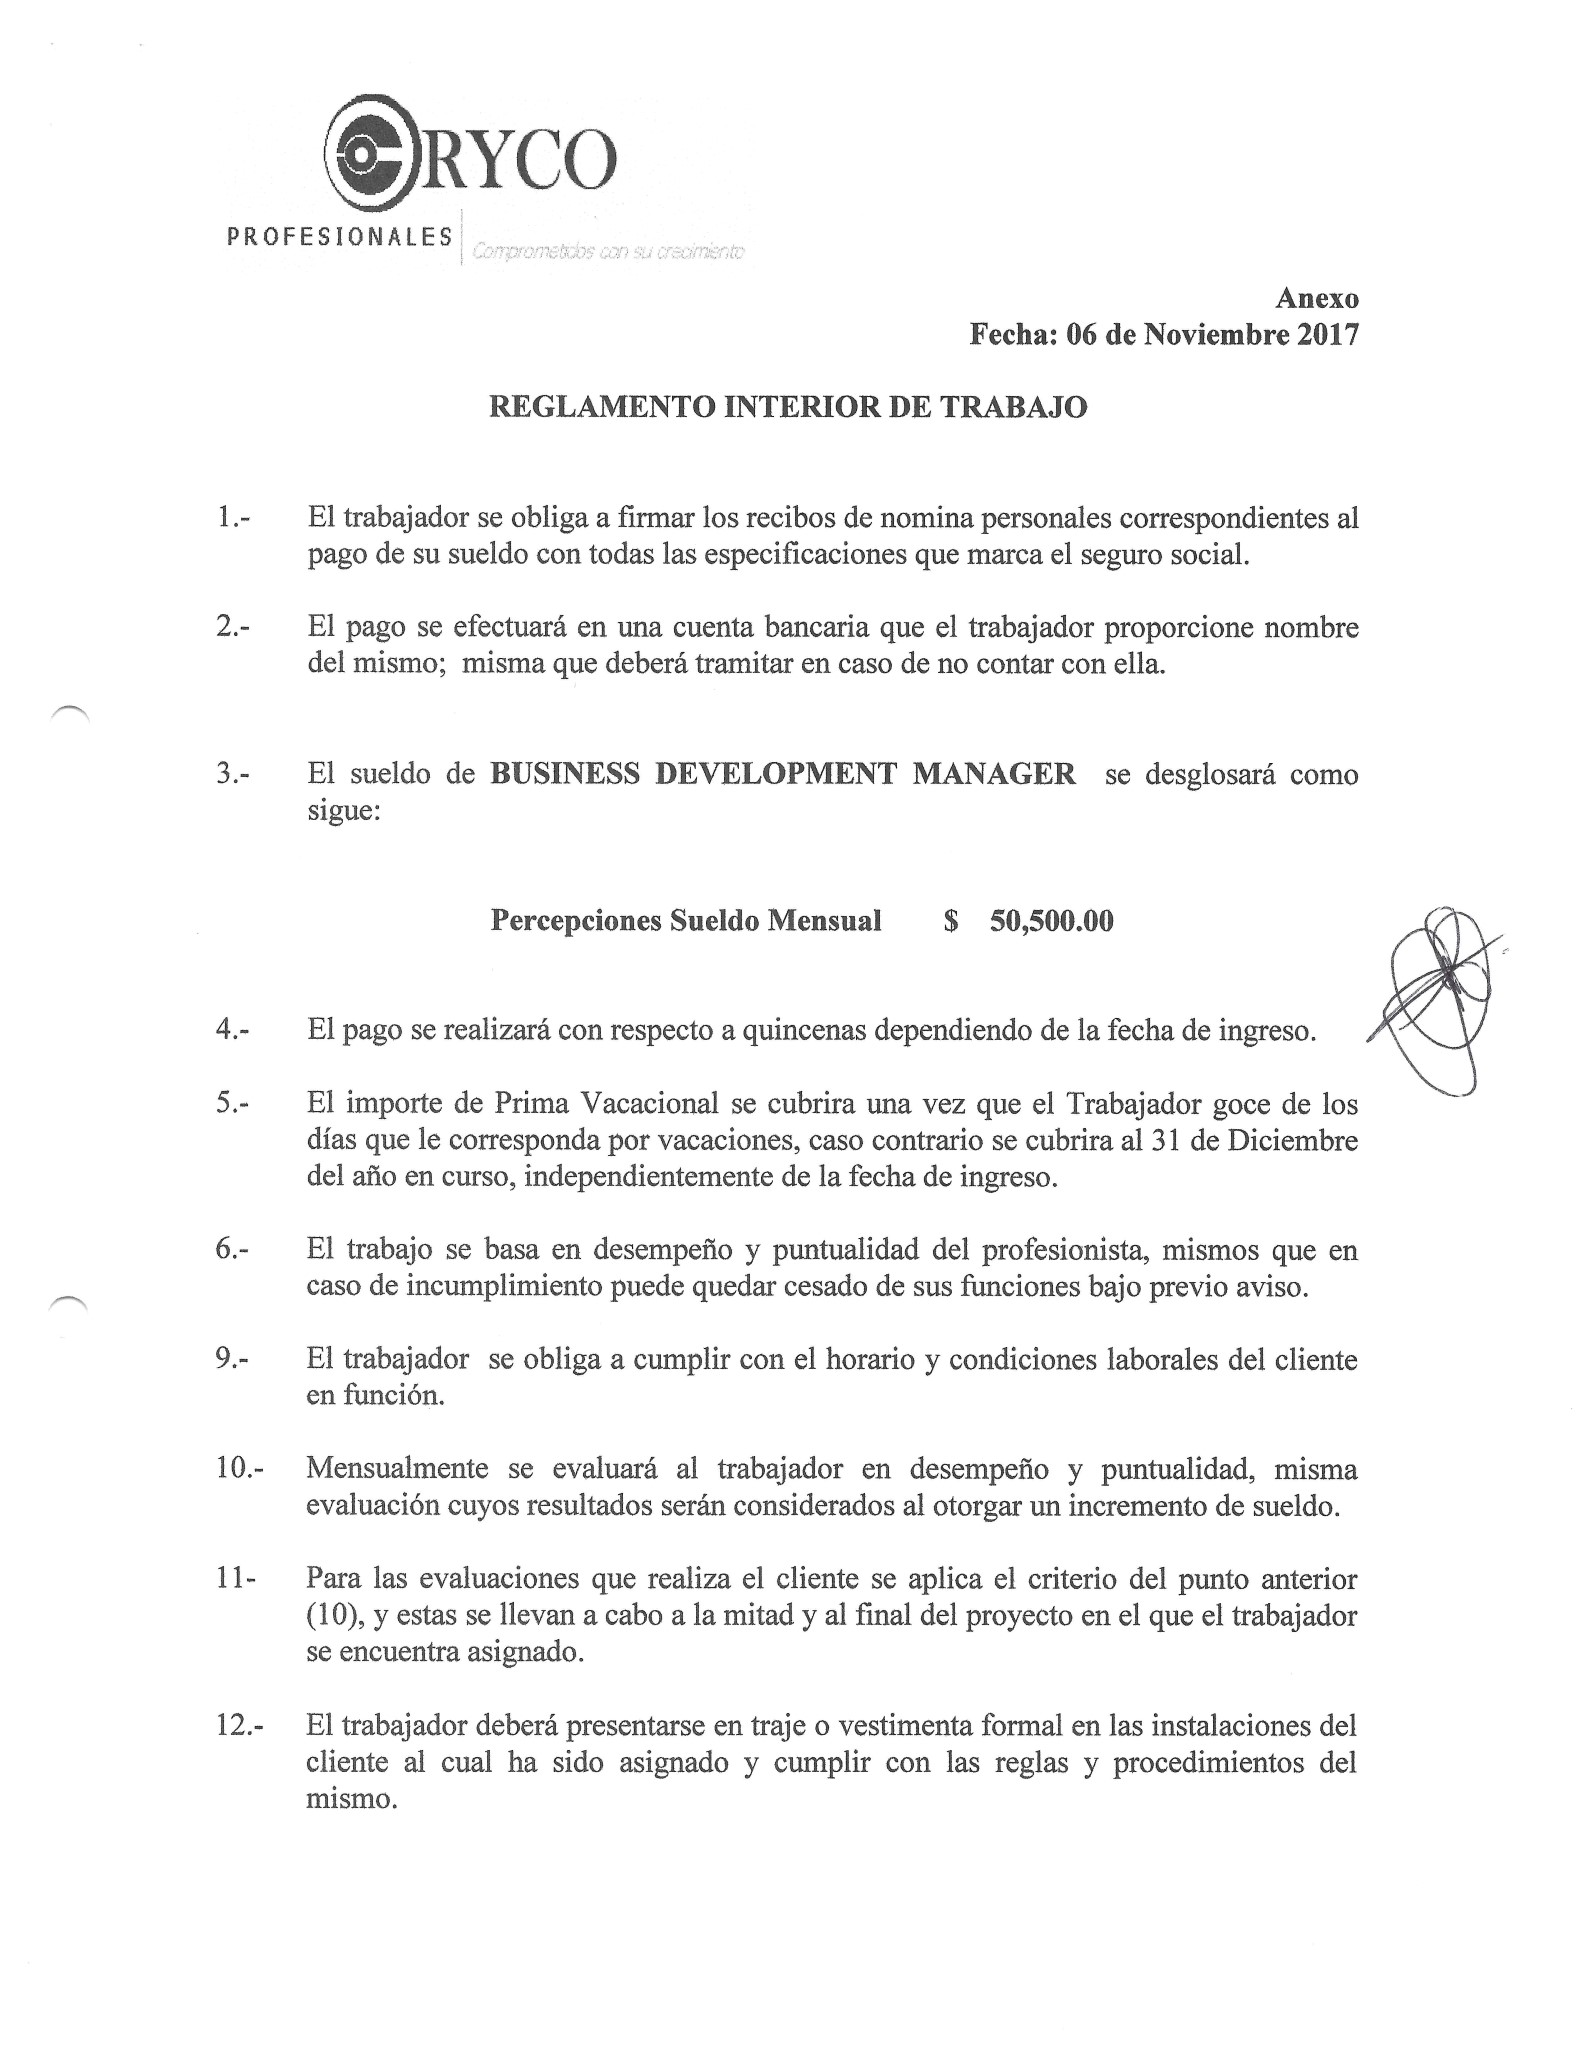 CRYCO
PROFESIONALES
Comprometidos con su crecimiento
Anexo
Fecha: 06 de Noviembre 2017
REGLAMENTO INTERIOR DE TRABAJO
1.- El trabajador se obliga a firmar los recibos de nomina personales correspondientes al
pago de su sueldo con todas las especificaciones que marca el seguro social.
2.- El pago se efectuará en una cuenta bancaria que el trabajador proporcione nombre
del mismo; misma que deberá tramitar en caso de no contar con ella.
3.- El sueldo de BUSINESS DEVELOPMENT MANAGER se desglosará como
sigue:
Percepciones Sueldo Mensual $ 50,500.00
4.- El pago se realizará con respecto a quincenas dependiendo de la fecha de ingreso.
5.- El importe de Prima Vacacional se cubrira una vez que el Trabajador goce de los
días que le corresponda por vacaciones, caso contrario se cubrira al 31 de Diciembre
del año en curso, independientemente de la fecha de ingreso.
6.- El trabajo se basa en desempeño y puntualidad del profesionista, mismos que en
caso de incumplimiento puede quedar cesado de sus funciones bajo previo aviso.
9.- El trabajador se obliga a cumplir con el horario y condiciones laborales del cliente
en función.
10.- Mensualmente se evaluará al trabajador en desempeño y puntualidad, misma
evaluación cuyos resultados serán considerados al otorgar un incremento de sueldo.
11- Para las evaluaciones que realiza el cliente se aplica el criterio del punto anterior
(10), y estas se llevan a cabo a la mitad y al final del proyecto en el que el trabajador
se encuentra asignado.
12.- El trabajador deberá presentarse en traje o vestimenta formal en las instalaciones del
cliente al cual ha sido asignado y cumplir con las reglas y procedimientos del
mismo.